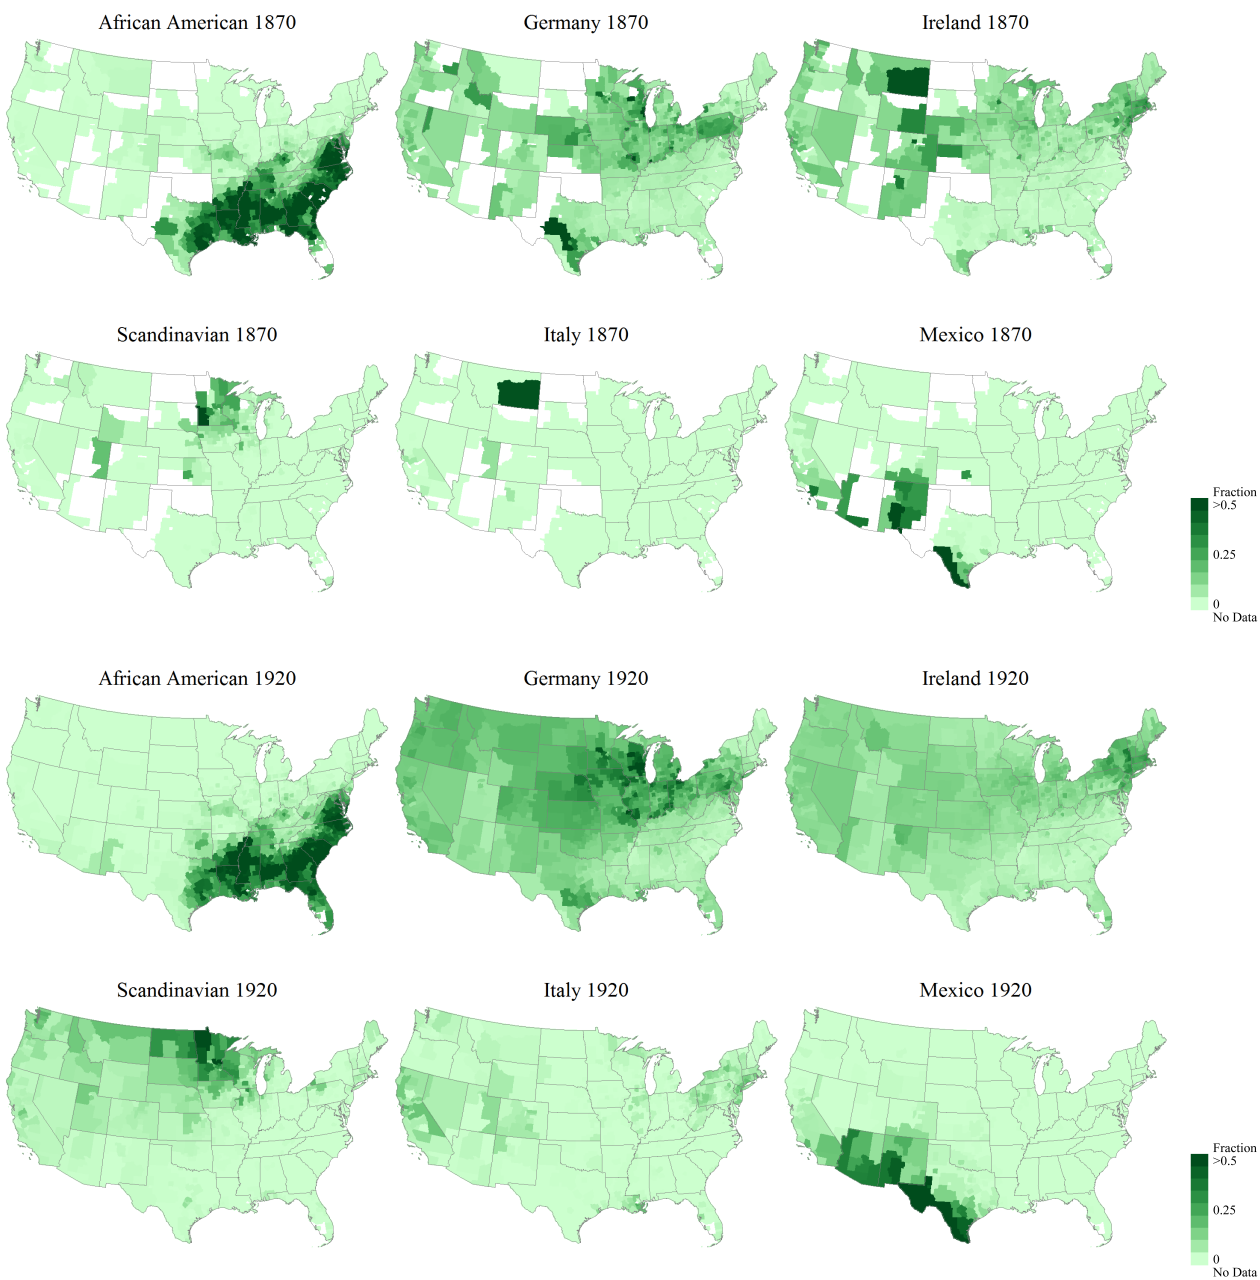 African American 1870
Germany 1870
Ireland 1870
Scandinavian 1870
Italy 1870
Mexico 1870
Fraction
>0.5
0.25
0
No Data
African American 1920
Germany 1920
Ireland 1920
Scandinavian 1920
Italy 1920
Mexico 1920
Fraction
>0.5
0.25
0
No Data